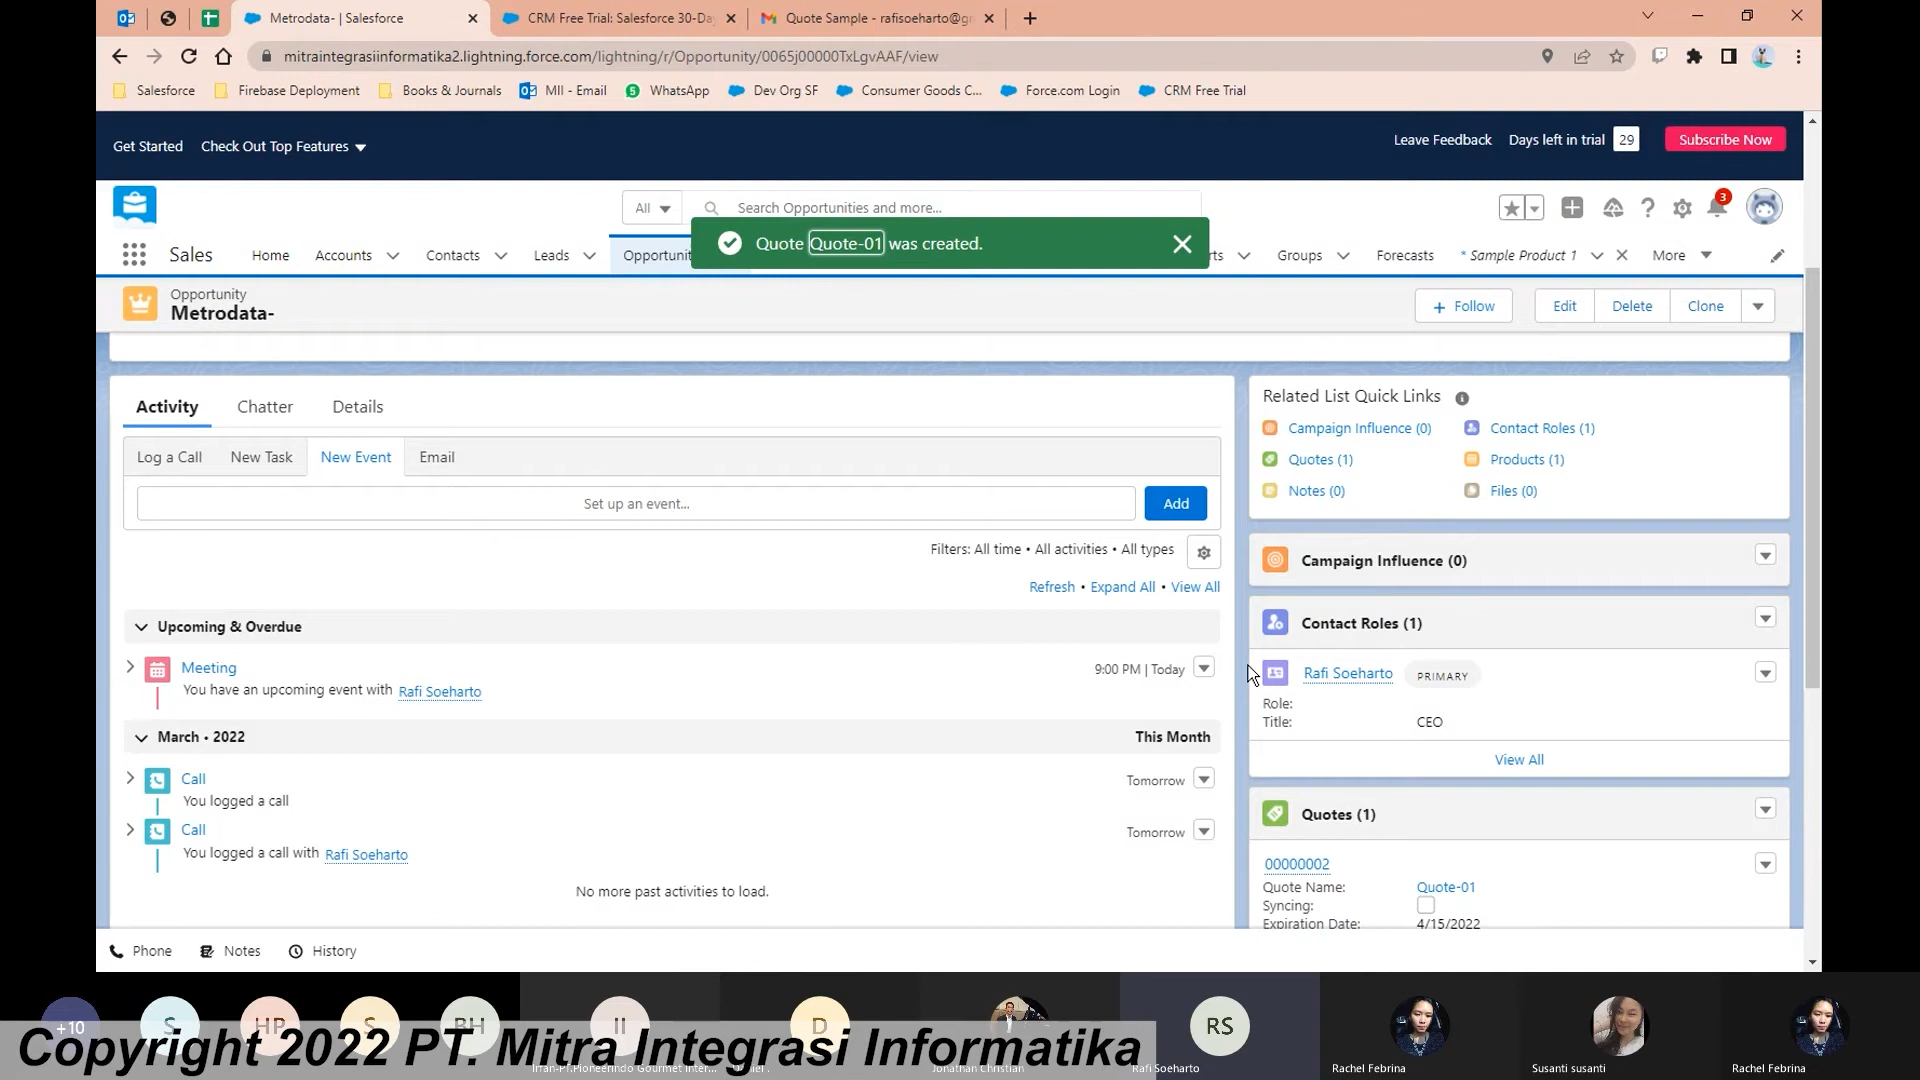 Metrodata- | Salesforce
CRM Free Trial: Salesforce 30-Da
Quote Sample - rafisoeharto@g
mitraintegrasiinformatika2.lightning.force.com/lightning/r/Opportunity/0065j00000TxLgvAAF/view
Salesforce
Firebase Deployment
Books & Journals
MII - Email
WhatsApp
Dev Org SF
Consumer Goods C...
Force.com Login
CRM Free Trial
Get Started
Check Out Top Features
Leave Feedback
Days left in trial 29
Subscribe Now
All
Search Opportunities and more...
3
Quote Quote-01 was created.
Sales
Home
Accounts
Contacts
Leads
Opportunit
rts
Groups
Forecasts
* Sample Product 1
More
Opportunity
Metrodata-
+ Follow
Edit
Delete
Clone
Activity
Chatter
Details
Log a Call
New Task
New Event
Email
Set up an event...
Add
Filters: All time • All activities • All types
Refresh • Expand All • View All
Upcoming & Overdue
Meeting
9:00 PM | Today
You have an upcoming event with Rafi Soeharto
March • 2022
This Month
Call
Tomorrow
You logged a call
Call
Tomorrow
You logged a call with Rafi Soeharto
No more past activities to load.
Related List Quick Links
Campaign Influence (0)
Contact Roles (1)
Quotes (1)
Products (1)
Notes (0)
Files (0)
Campaign Influence (0)
Contact Roles (1)
Rafi Soeharto
PRIMARY
Role:
Title: CEO
View All
Quotes (1)
00000002
Quote Name: Quote-01
Syncing:
Expiration Date: 4/15/2022
Phone
Notes
History
+10
S
HP
S
BH
II
D
RS
Copyright 2022 PT. Mitra Integrasi Informatika
Jonathan Christian
Rafi Soeharto
Rachel Febrina
Susanti susanti
Rachel Febrina